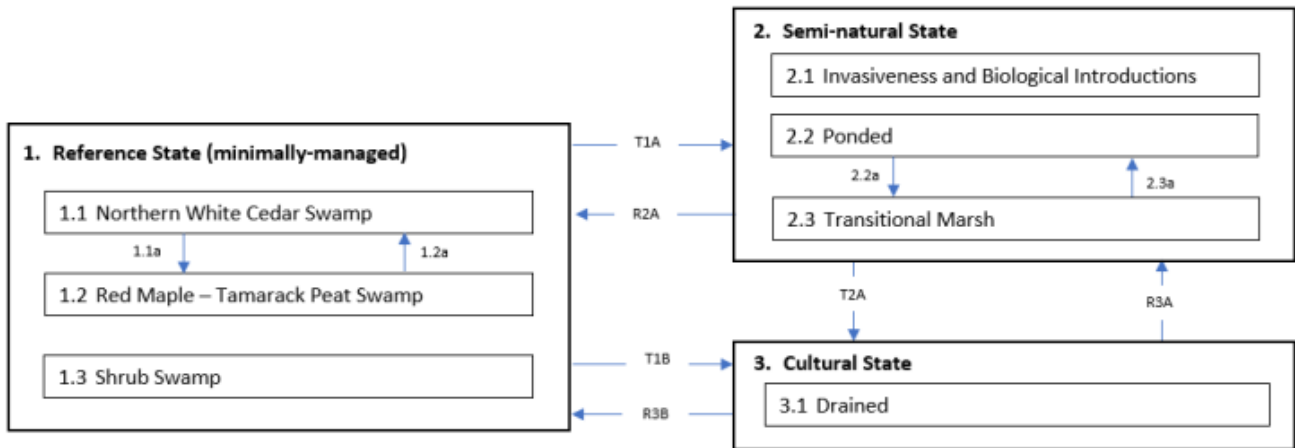 1. Reference State (minimally-managed)
1.1 Northern White Cedar Swamp
1.1a
1.2a
1.2 Red Maple – Tamarack Peat Swamp
1.3 Shrub Swamp
T1A
R2A
T1B
R3B
2. Semi-natural State
2.1 Invasiveness and Biological Introductions
2.2 Ponded
2.2a
2.3a
2.3 Transitional Marsh
T2A
R3A
3. Cultural State
3.1 Drained